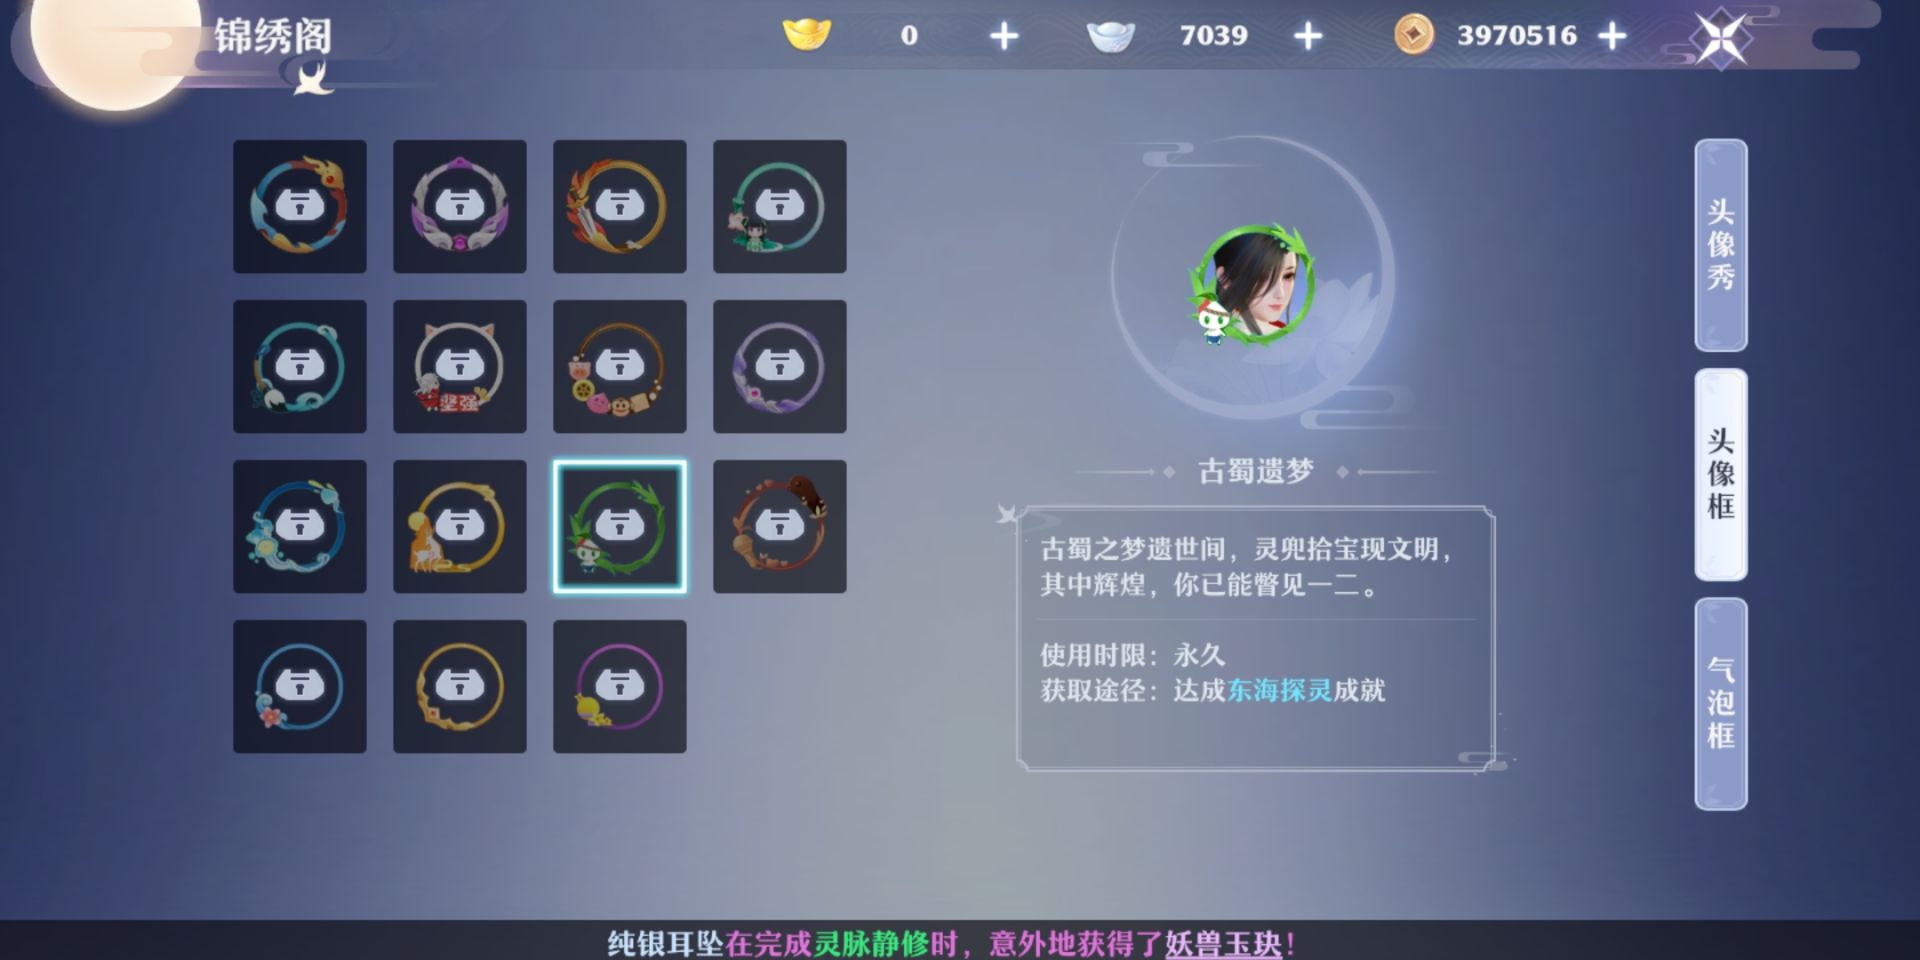 锦绣阁
0
7039
3970516
坚强
头像秀
头像框
气泡框
古蜀遗梦
古蜀之梦遗世间，灵兜拾宝现文明，
其中辉煌，你已能瞥见一二。
使用时限：永久
获取途径：达成东海探灵成就
纯银耳坠在完成灵脉静修时，意外地获得了妖兽玉玦！